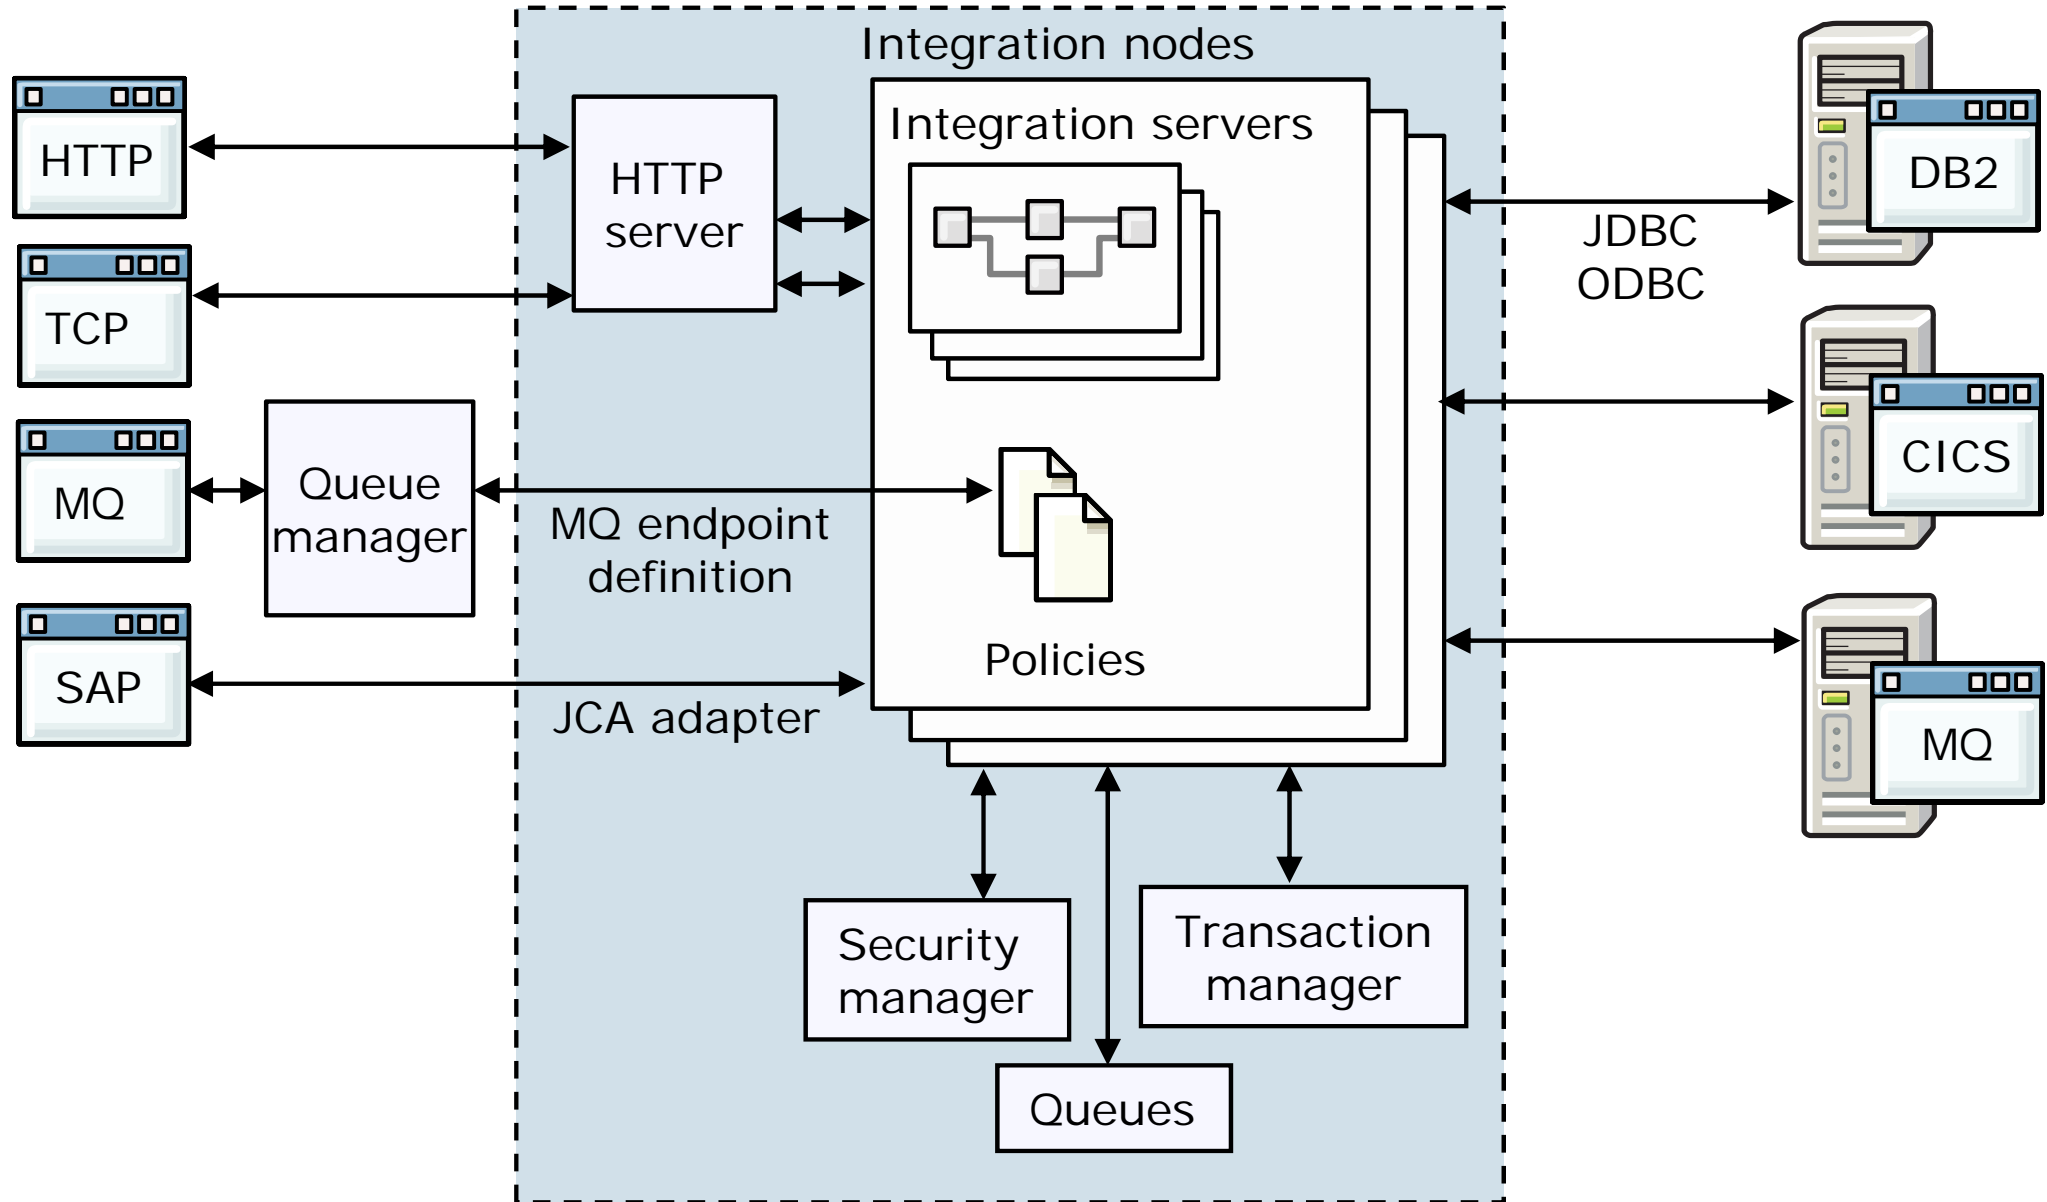 Integration nodes
HTTP
TCP
MQ
SAP
Queue
manager
HTTP
server
MQ endpoint
definition
JCA adapter
Integration servers
Policies
Security
manager
Queues
Transaction
manager
JDBC
ODBC
DB2
CICS
MQ